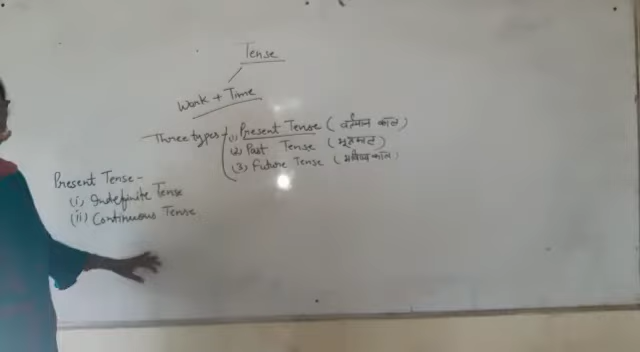 Tense
Work + Time
Three types (1) Present Tense (वर्तमान काल)
(2) Past Tense (भूतकाल)
(3) Future Tense (भविष्य काल)
Present Tense -
(i) Indefinite Tense
(ii) Continuous Tense